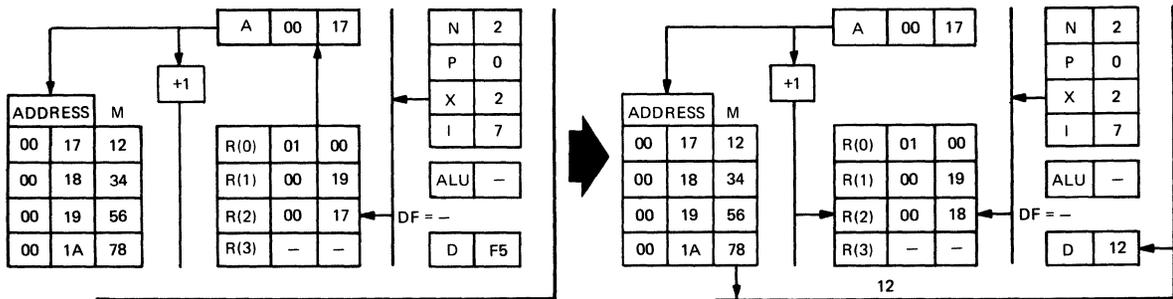 A 00 17
N 2
P 0
X 2
I 7
+1
ADDRESS M
00 17 12
00 18 34
00 19 56
00 1A 78
R(0) 01 00
R(1) 00 19
R(2) 00 17
R(3) – –
ALU –
DF = –
D F5
A 00 17
N 2
P 0
X 2
I 7
+1
ADDRESS M
00 17 12
00 18 34
00 19 56
00 1A 78
R(0) 01 00
R(1) 00 19
R(2) 00 18
R(3) – –
ALU –
DF = –
D 12
12